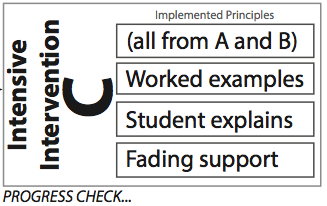 Intensive
Intervention
C
Implemented Principles
(all from A and B)
Worked examples
Student explains
Fading support
PROGRESS CHECK...